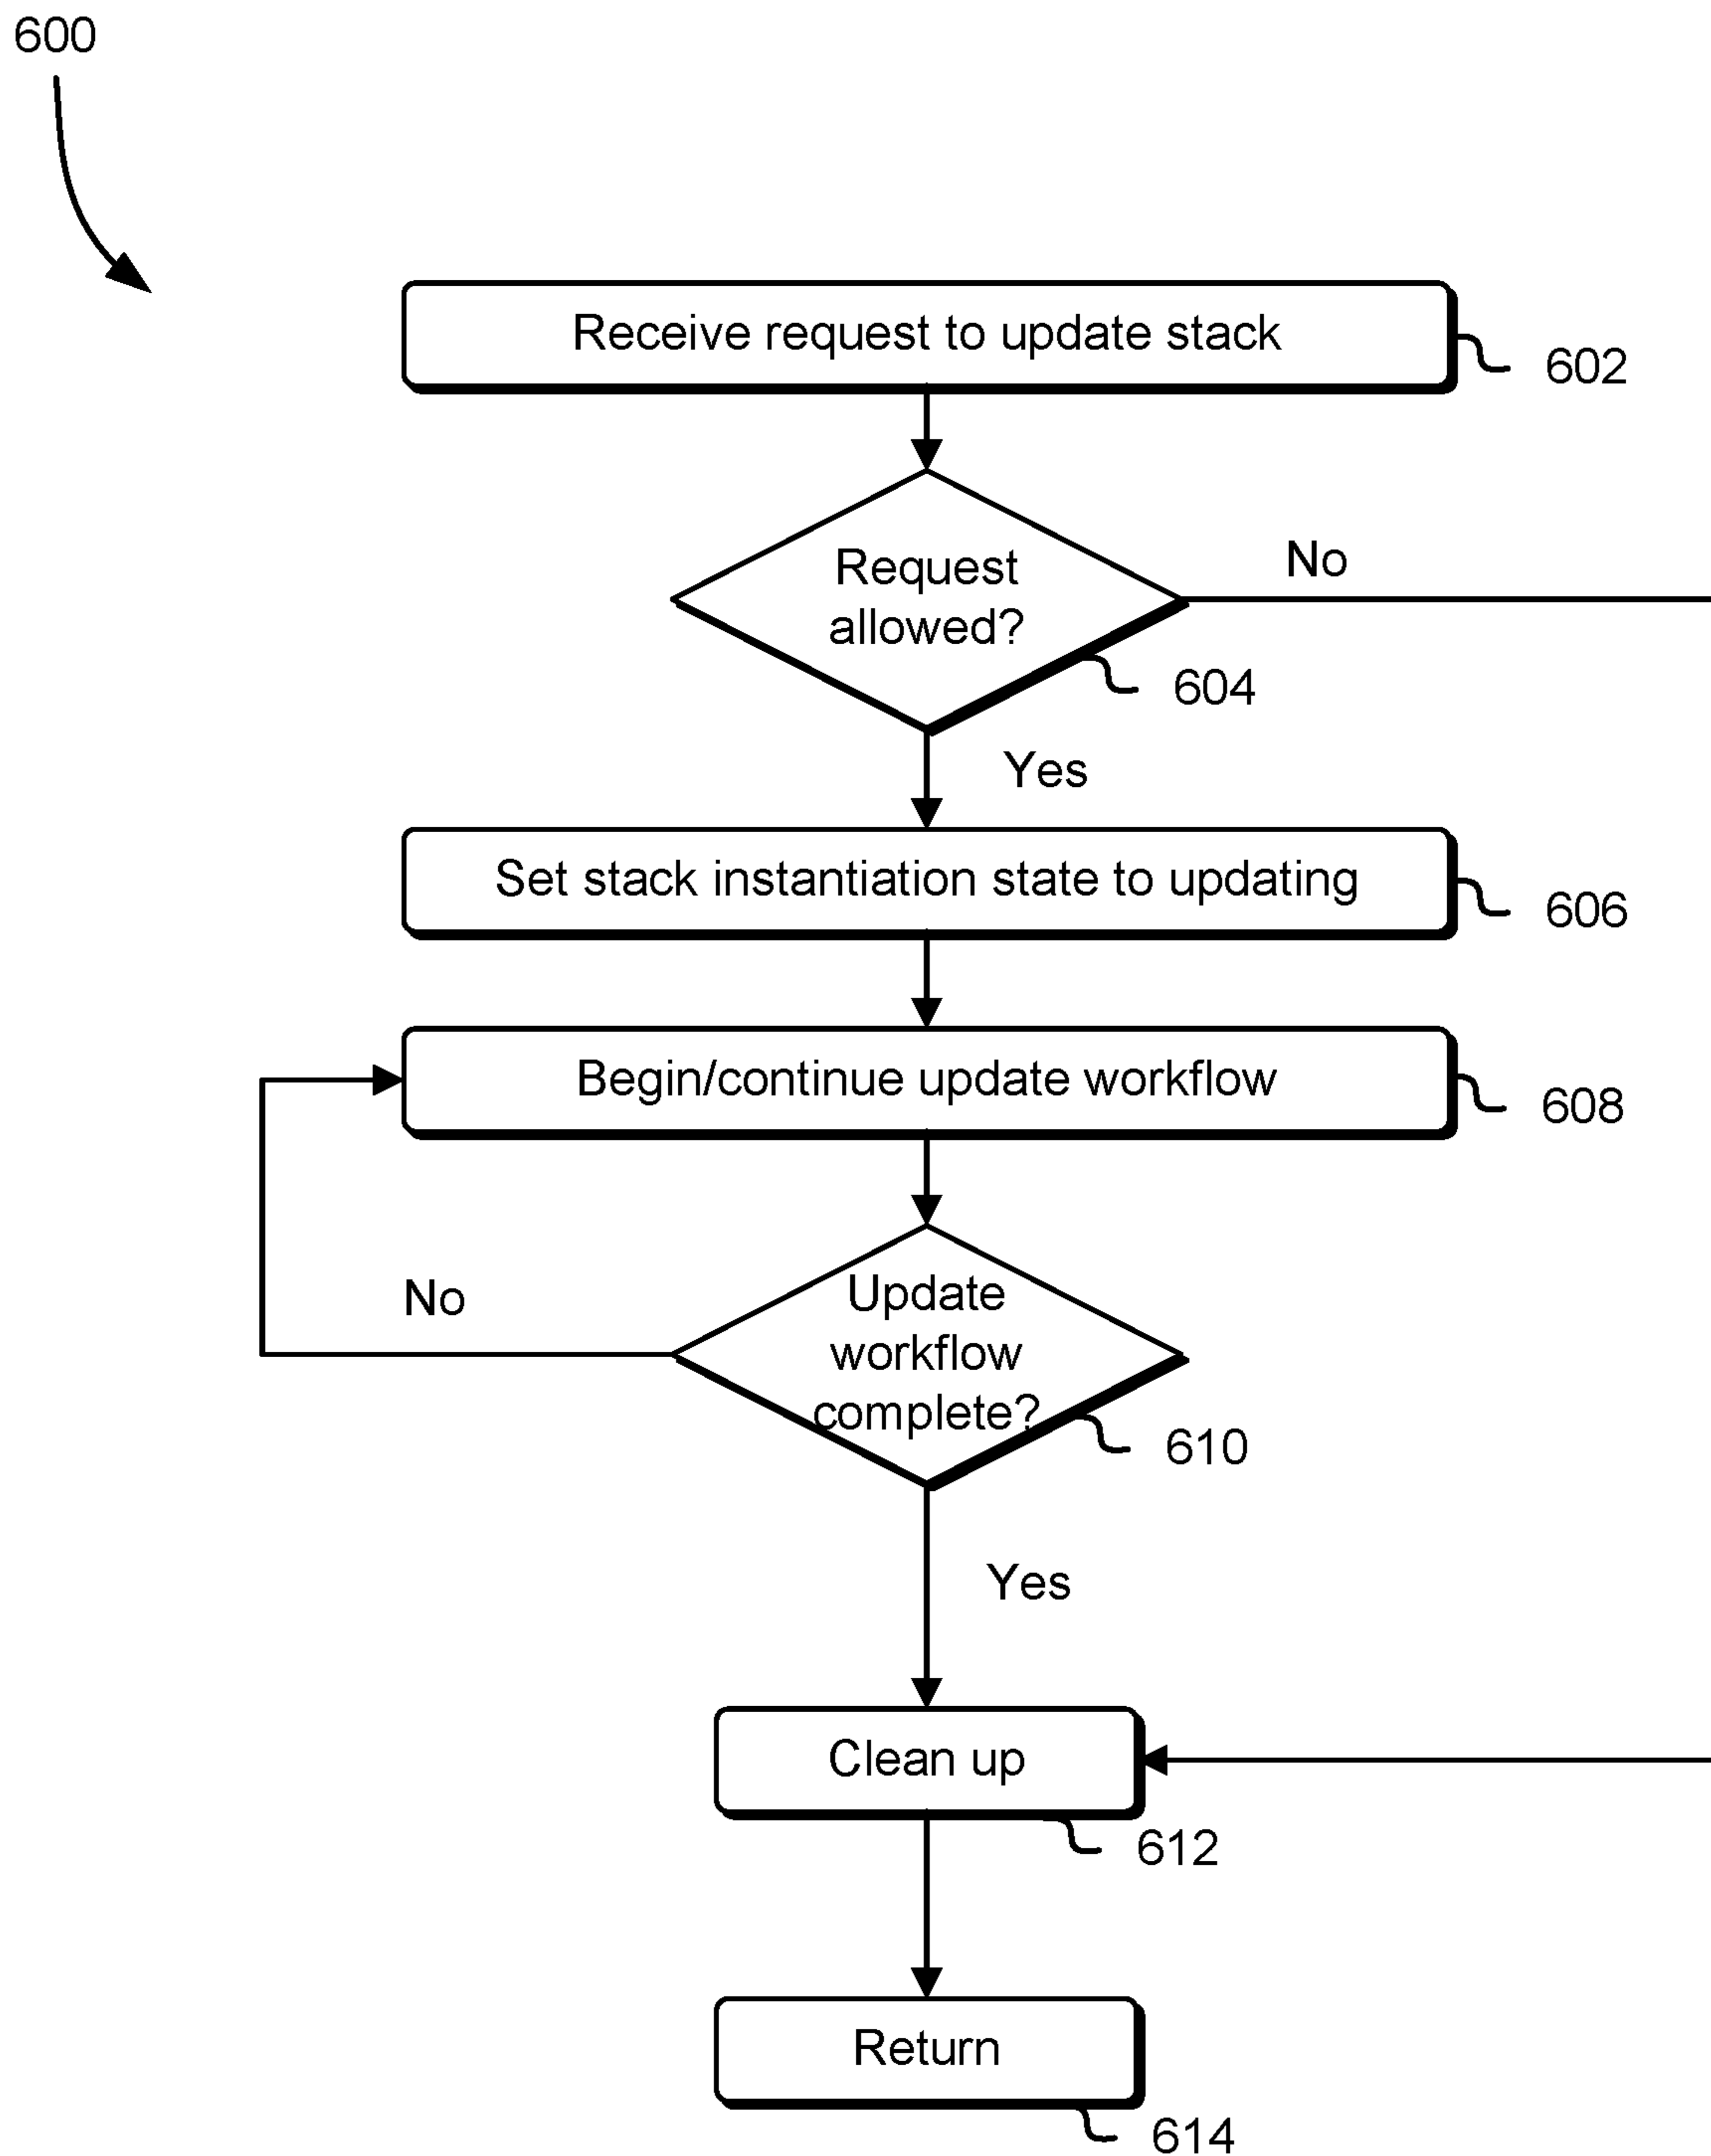 600
Receive request to update stack
602
Request
allowed?
No
604
Yes
Set stack instantiation state to updating
606
Begin/continue update workflow
608
Update
workflow
complete?
No
610
Yes
Clean up
612
Return
614